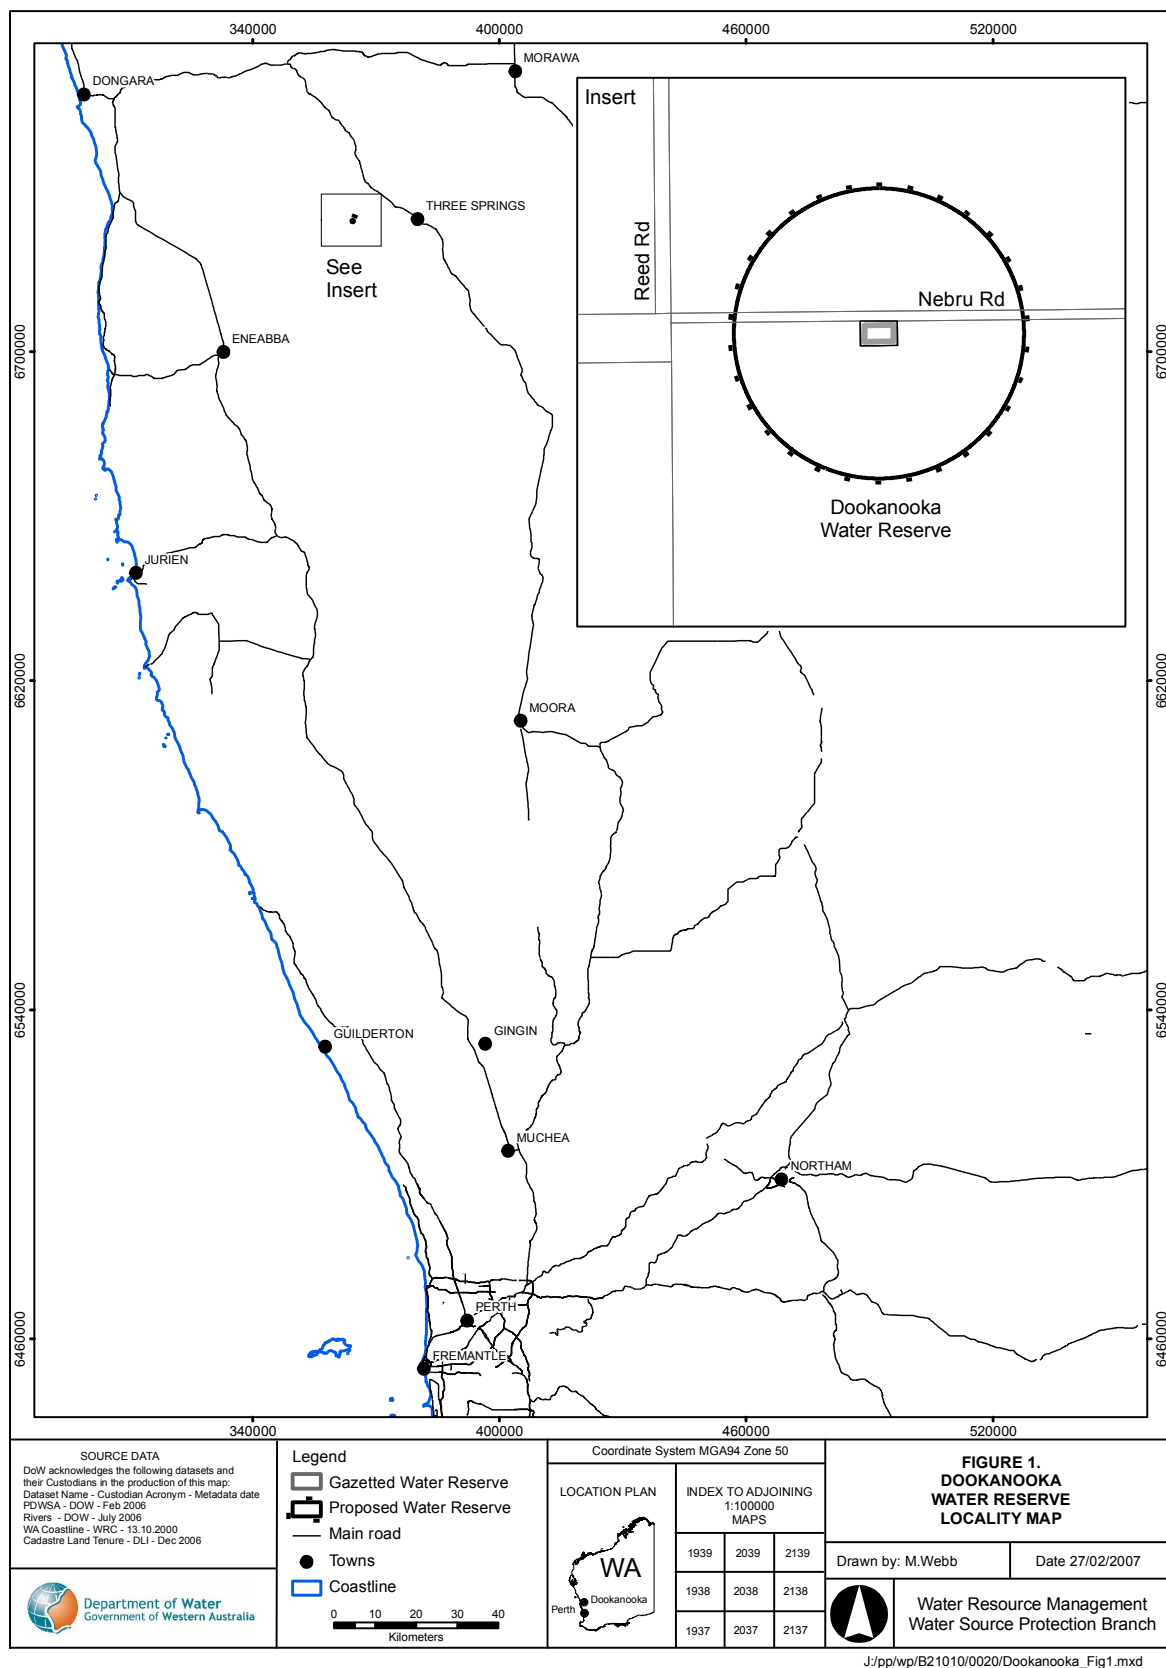 340000
400000
460000
520000
MORAWA
DONGARA
Insert
Reed Rd
Nebru Rd
Dookanooka
Water Reserve
THREE SPRINGS
See
Insert
ENEABBA
6700000
6700000
JURIEN
6620000
6620000
MOORA
6540000
6540000
GUILDERTON
GINGIN
MUCHEA
NORTHAM
PERTH
6460000
6460000
FREMANTLE
340000
400000
460000
520000
SOURCE DATA
DoW acknowledges the following datasets and
their Custodians in the production of this map:
Dataset Name - Custodian Acronym - Metadata date
PDWSA - DOW - Feb 2006
Rivers - DOW - July 2006
WA Coastline - WRC - 13.10.2000
Cadastre Land Tenure - DLI - Dec 2006
Department of Water
Government of Western Australia
Legend
Gazetted Water Reserve
Proposed Water Reserve
Main road
Towns
Coastline
0 10 20 30 40
Kilometers
Coordinate System MGA94 Zone 50
LOCATION PLAN
WA
Dookanooka
Perth
INDEX TO ADJOINING
1:100000
MAPS
1939 2039 2139
1938 2038 2138
1937 2037 2137
FIGURE 1.
DOOKANOOKA
WATER RESERVE
LOCALITY MAP
Drawn by: M.Webb
Date 27/02/2007
Water Resource Management
Water Source Protection Branch
J:/pp/wp/B21010/0020/Dookanooka_Fig1.mxd